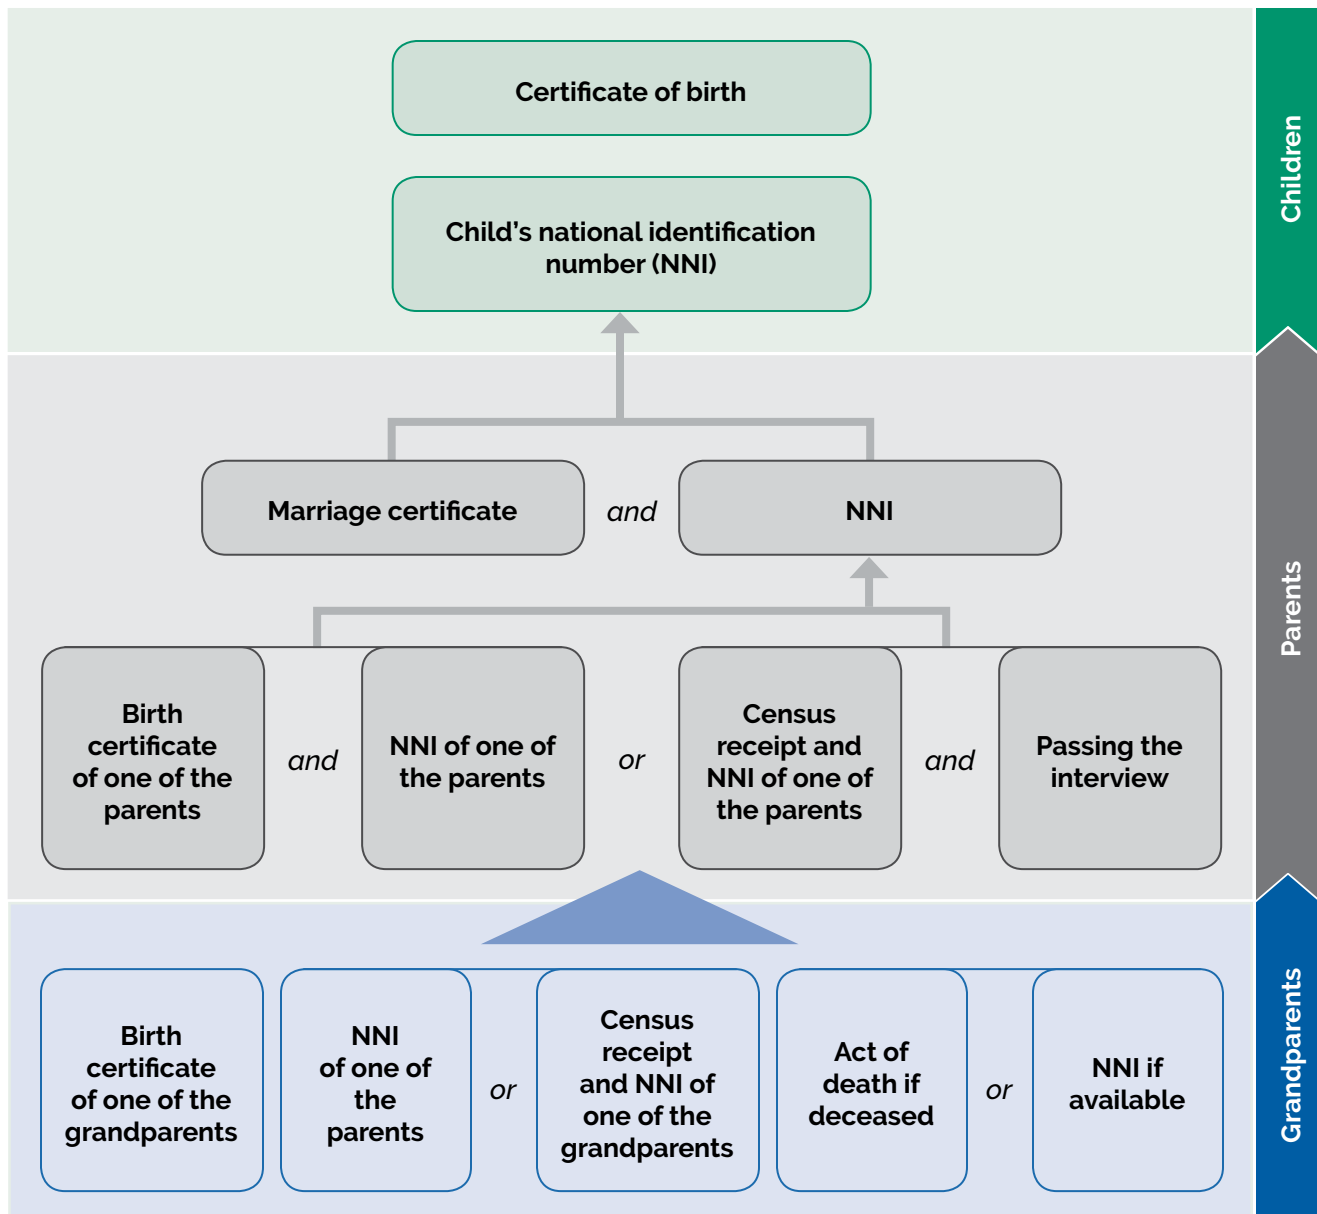 Certificate of birth
Child’s national identification
number (NNI)
Children
Marriage certificate
and
NNI
Birth
certificate
of one of the
parents
and
NNI of one of
the parents
or
Census
receipt and
NNI of one of
the parents
and
Passing the
interview
Parents
Birth
certificate
of one of the
grandparents
NNI
of one of
the
parents
or
Census
receipt
and NNI of
one of the
grandparents
Act of
death if
deceased
or
NNI if
available
Grandparents